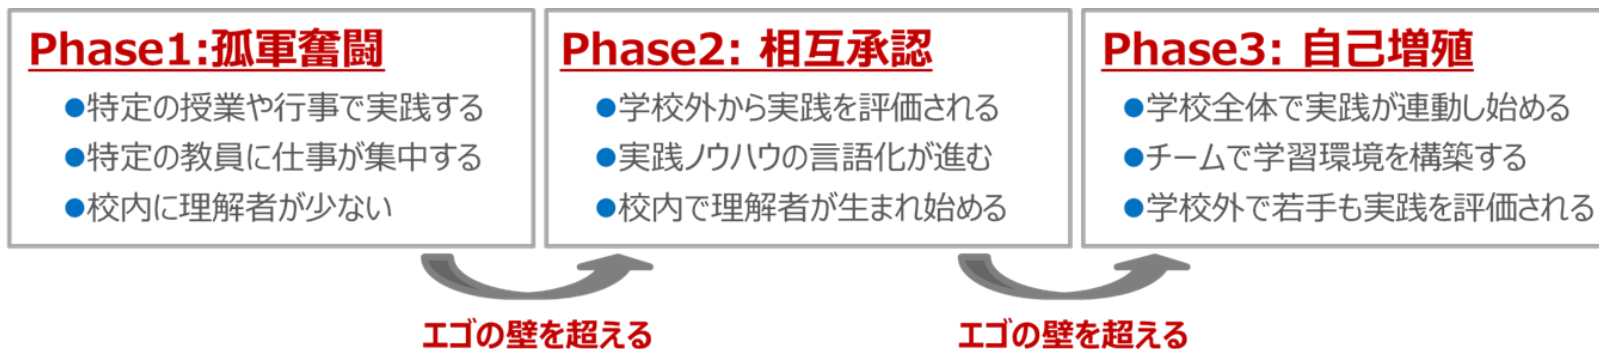 Phase1:孤軍奮闘
●特定の授業や行事で実践する
●特定の教員に仕事が集中する
●校内に理解者が少ない
Phase2: 相互承認
●学校外から実践を評価される
●実践ノウハウの言語化が進む
●校内で理解者が生まれ始める
Phase3: 自己増殖
●学校全体で実践が連動し始める
●チームで学習環境を構築する
●学校外で若手も実践を評価される
エゴの壁を超える
エゴの壁を超える